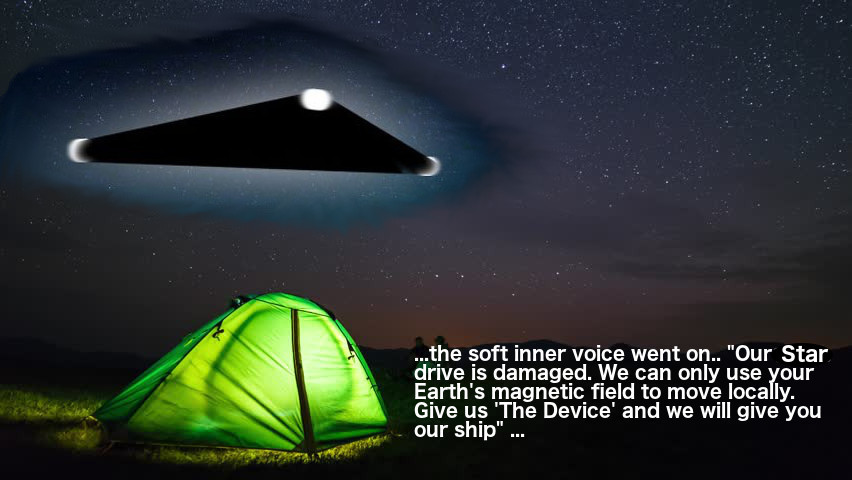 ...the soft inner voice went on.. "Our Star
drive is damaged. We can only use your
Earth's magnetic field to move locally.
Give us 'The Device' and we will give you
our ship" ...